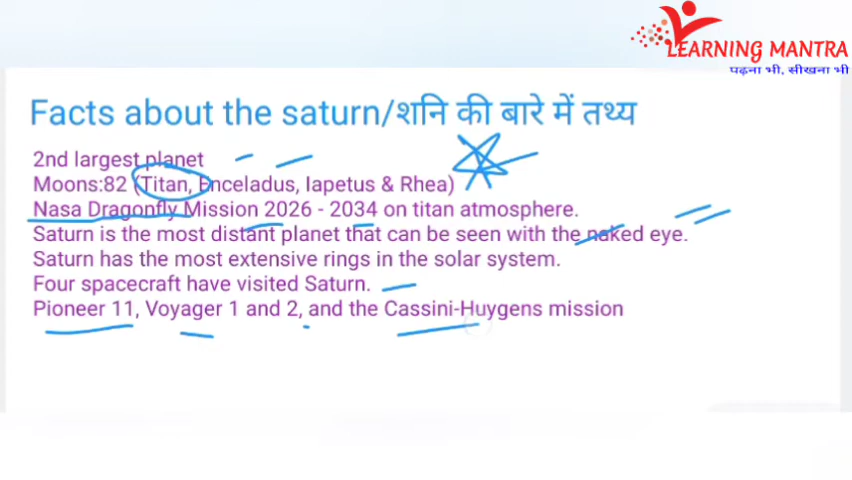 LEARNING MANTRA
पढ़ना भी, सीखना भी
Facts about the saturn/शनि की बारे में तथ्य
2nd largest planet
Moons:82 (Titan, Enceladus, Iapetus & Rhea)
Nasa Dragonfly Mission 2026 - 2034 on titan atmosphere.
Saturn is the most distant planet that can be seen with the naked eye.
Saturn has the most extensive rings in the solar system.
Four spacecraft have visited Saturn.
Pioneer 11, Voyager 1 and 2, and the Cassini-Huygens mission